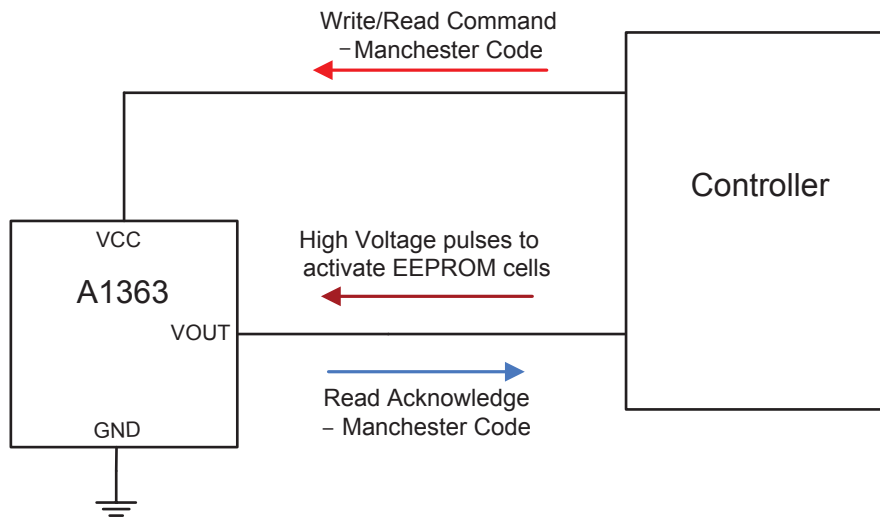 Write/Read Command
– Manchester Code
Controller
VCC
A1363
High Voltage pulses to
activate EEPROM cells
VOUT
Read Acknowledge
– Manchester Code
GND